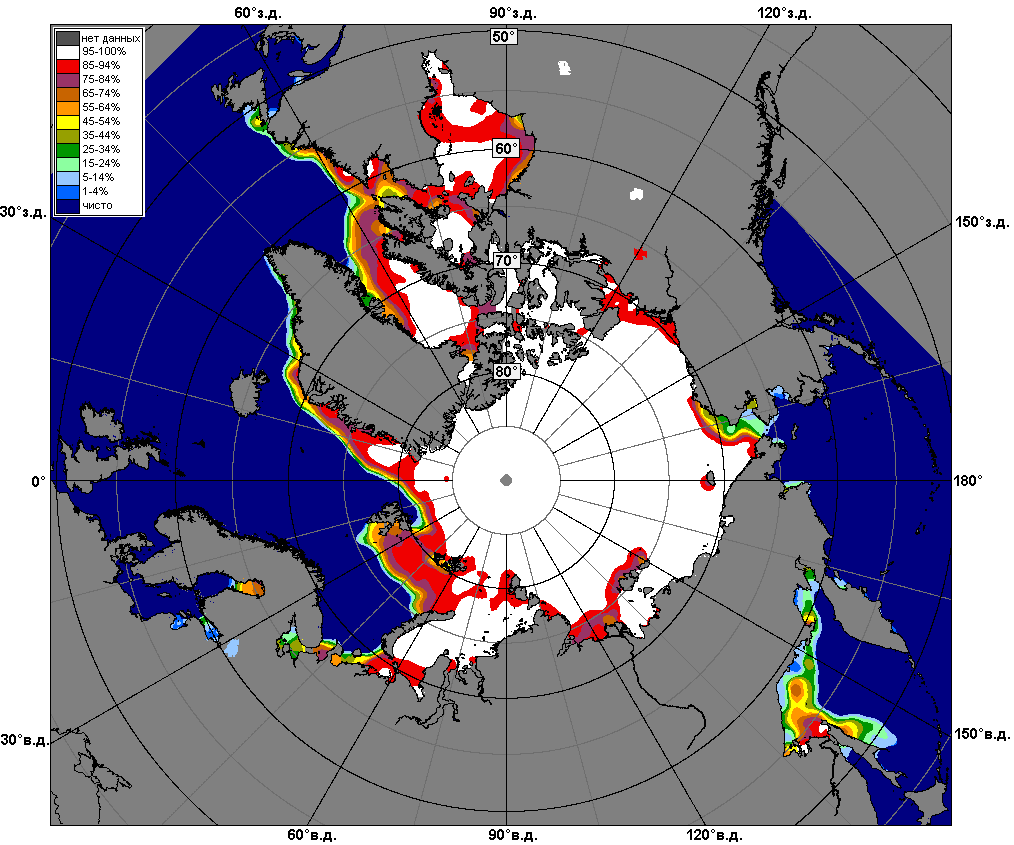 60°з.д.
90°з.д.
120°з.д.
50°
нет данных
95-100%
85-94%
75-84%
65-74%
55-64%
45-54%
35-44%
25-34%
15-24%
5-14%
1-4%
чисто
60°
30°з.д.
150°з.д.
70°
80°
0°
180°
30°в.д.
150°в.д.
60°в.д.
90°в.д.
120°в.д.